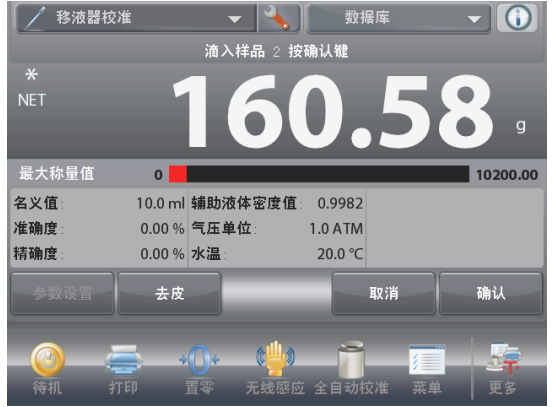 移液器校准 数据库
滴入样品 2 按确认键
*
NET
160.58 g
最大称量值 0 10200.00
名义值: 10.0 ml 辅助液体密度值: 0.9982
准确度: 0.00 % 气压单位: 1.0 ATM
精确度: 0.00 % 水温: 20.0 ℃
参数设置 去皮 取消 确认
待机 打印 置零 无线感应 全自动校准 菜单 更多